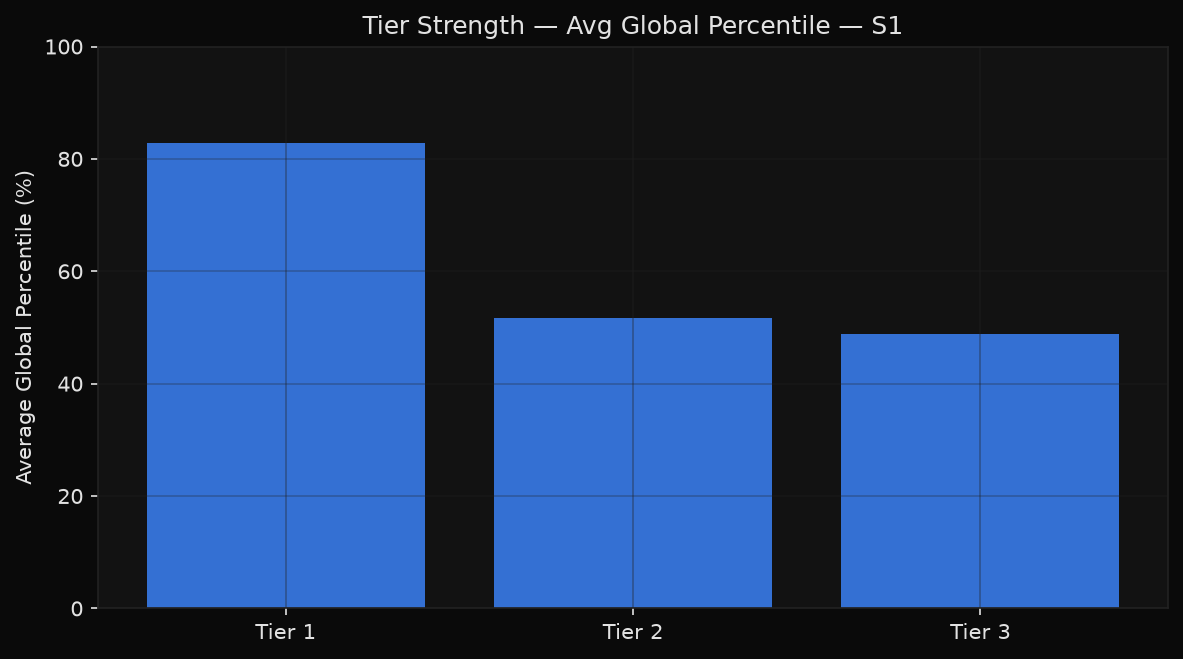 Tier Strength — Avg Global Percentile — S1
Average Global Percentile (%)
100
80
60
40
20
0
Tier 1
Tier 2
Tier 3